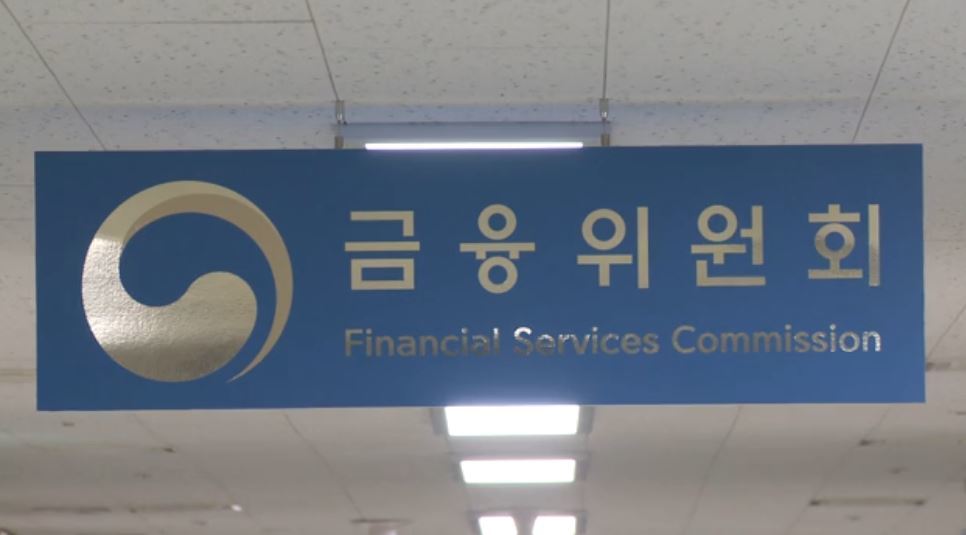 금융위원회
Financial Services Commission